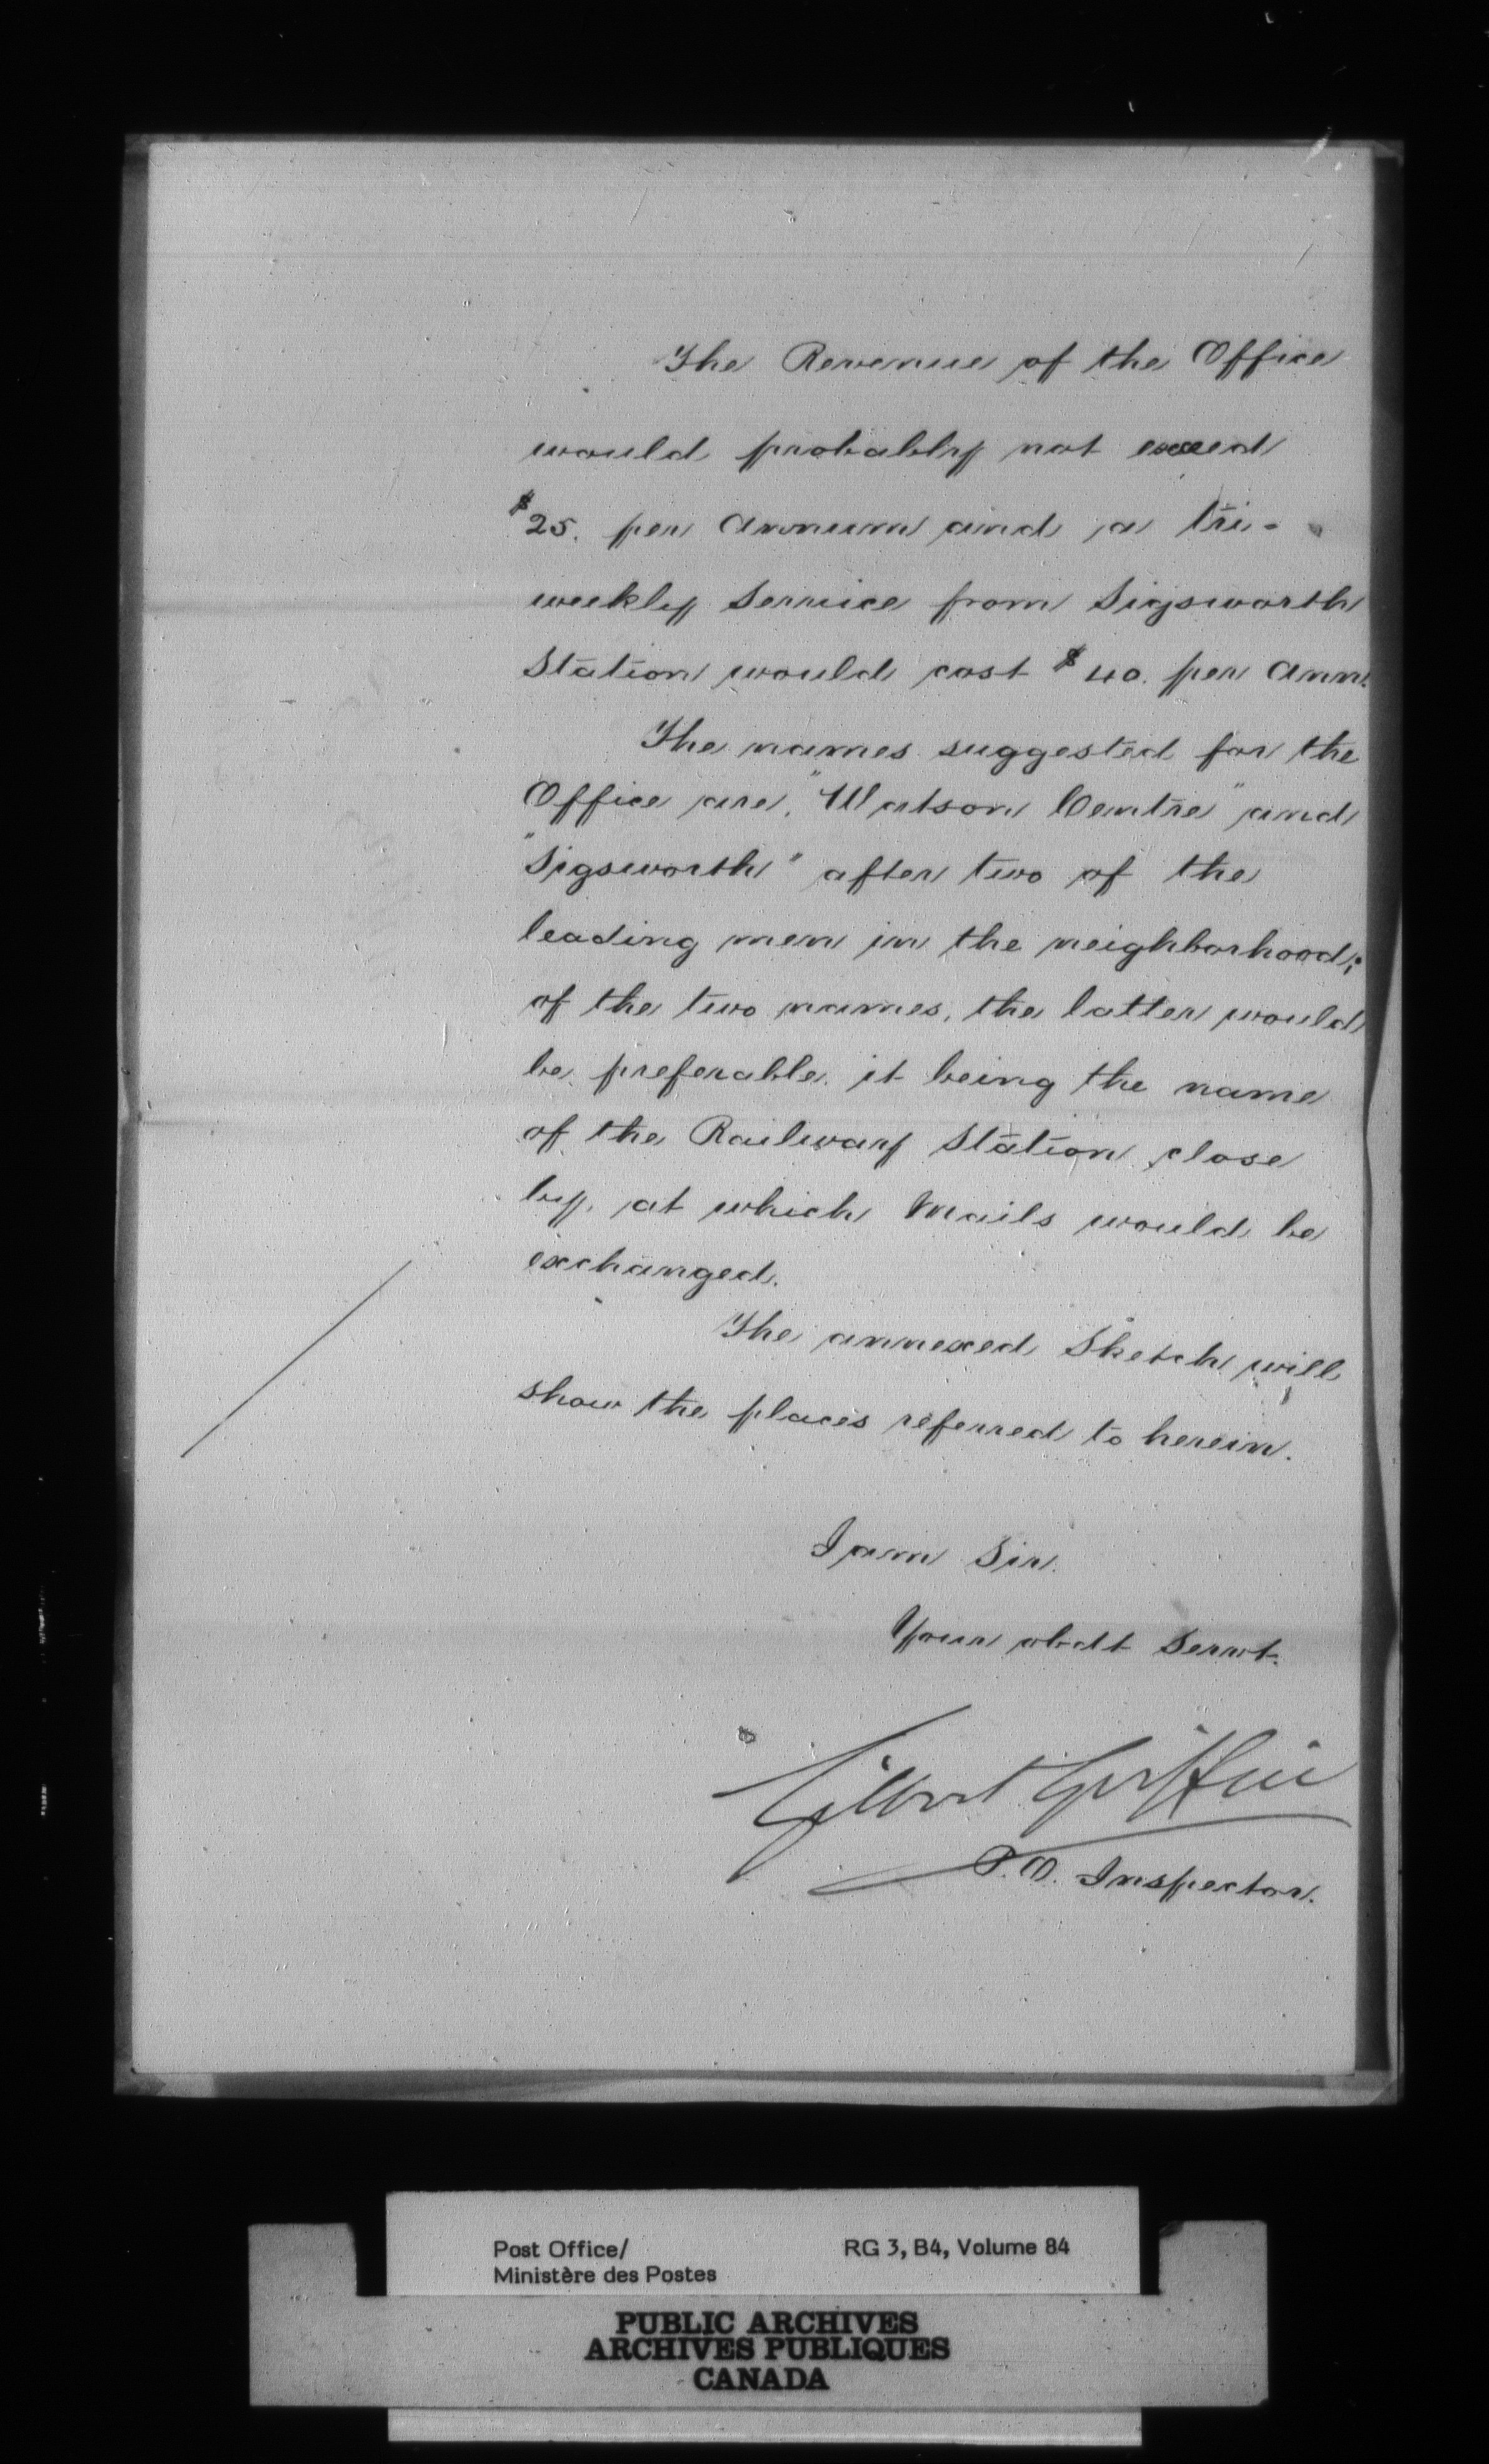 The Revenue of the Office
would probably not exceed
$25. per Annum and a tri-
weekly Service from Sigsworth
Station would cost $40. per Ann.
The names suggested for the
Office are, "Watson Centre" and
"Sigsworth" after two of the
leading men in the neighborhood;
of the two names, the latter would
be preferable, it being the name
of the Railway Station close
by, at which Mails would be
exchanged.
The annexed Sketch will
show the places referred to herein.
I am Sir.
Your obdt Servt.
Gilbert Griffin
P.O. Inspector.
Post Office/
Ministère des Postes
RG 3, B4, Volume 84
PUBLIC ARCHIVES
ARCHIVES PUBLIQUES
CANADA